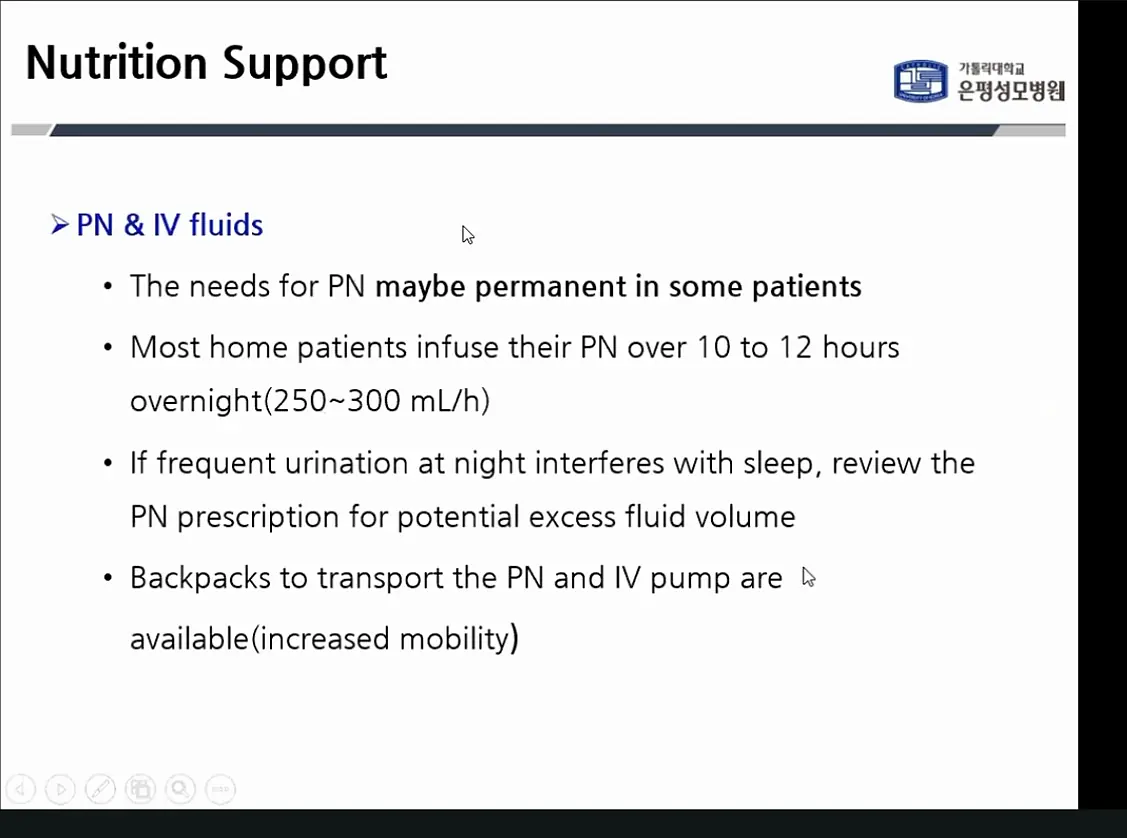 Nutrition Support
가톨릭대학교
은평성모병원
➢ PN & IV fluids
• The needs for PN maybe permanent in some patients
• Most home patients infuse their PN over 10 to 12 hours
overnight(250~300 mL/h)
• If frequent urination at night interferes with sleep, review the
PN prescription for potential excess fluid volume
• Backpacks to transport the PN and IV pump are
available(increased mobility)